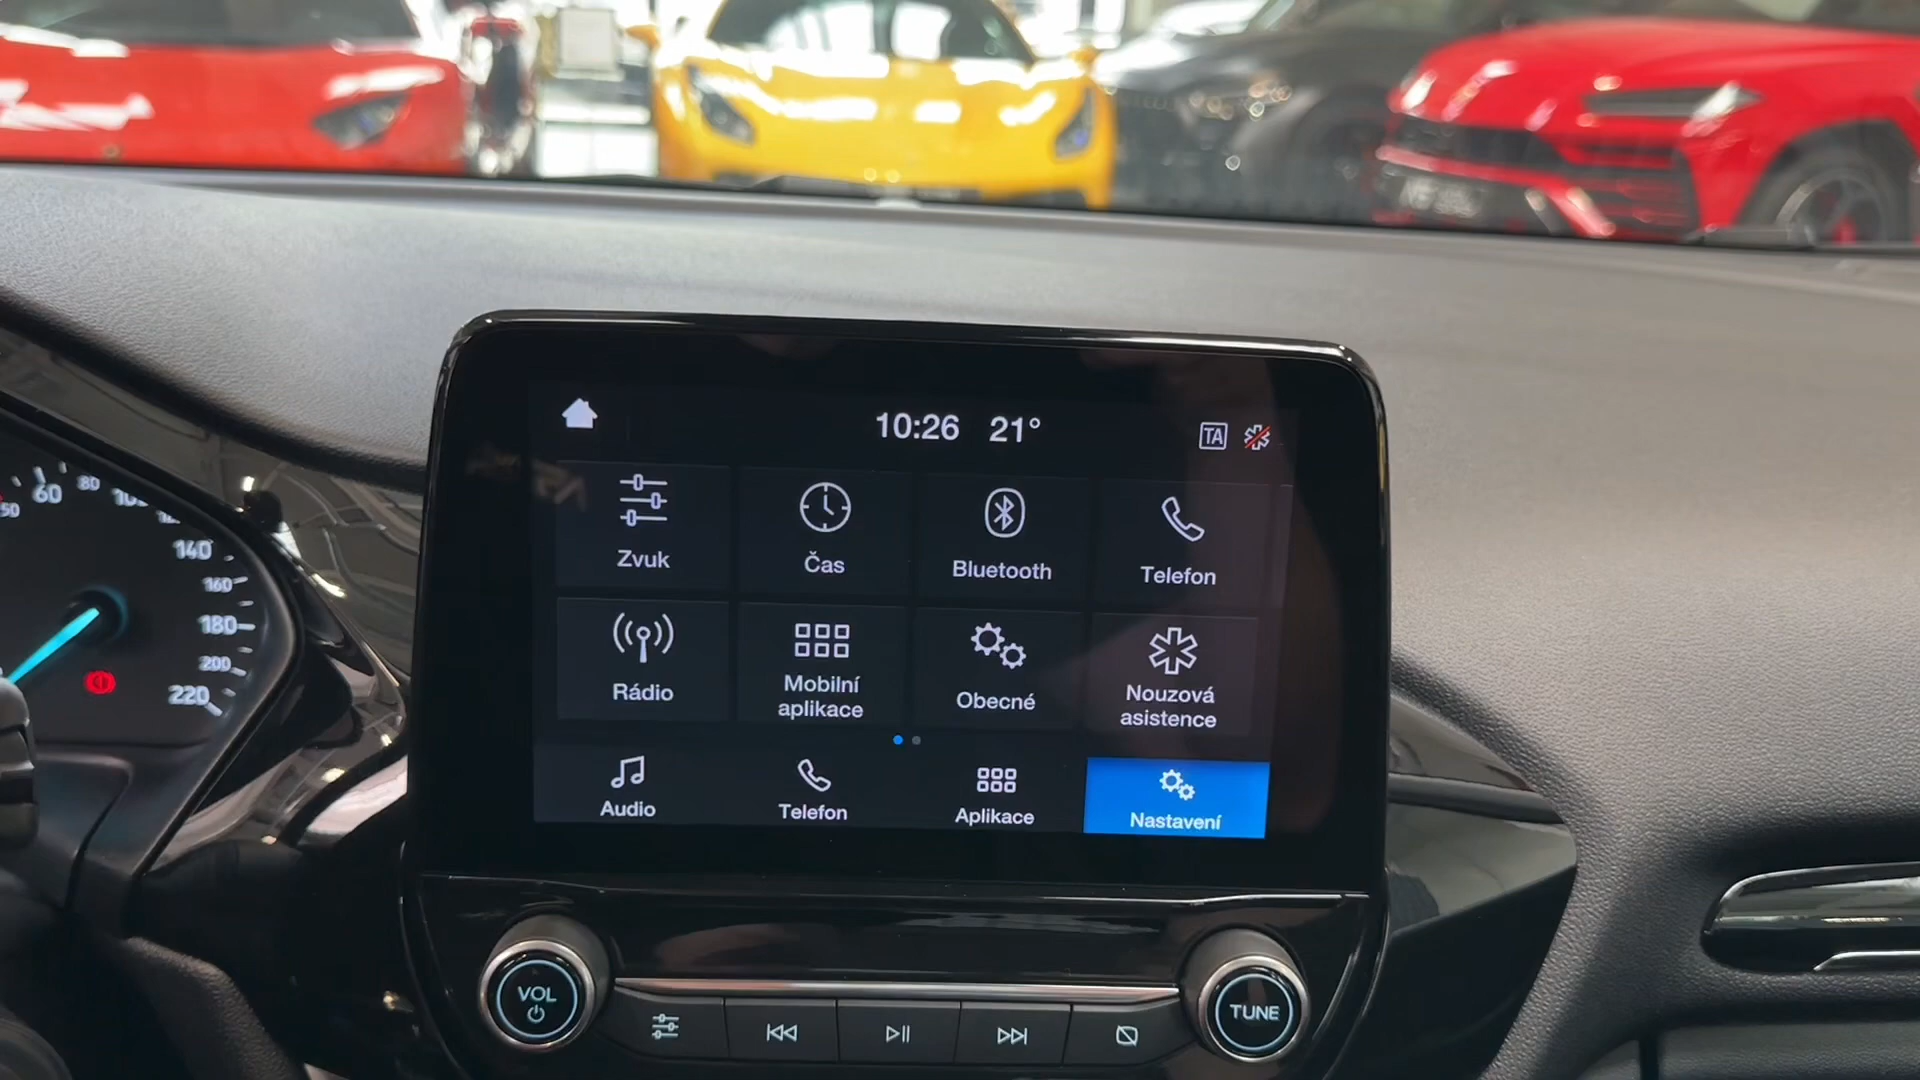 10:26 21°
TA
Zvuk
Čas
Bluetooth
Telefon
Rádio
Mobilní
aplikace
Obecné
Nouzová
asistence
Audio
Telefon
Aplikace
Nastavení
VOL
TUNE
60
80
140
160
180
200
220